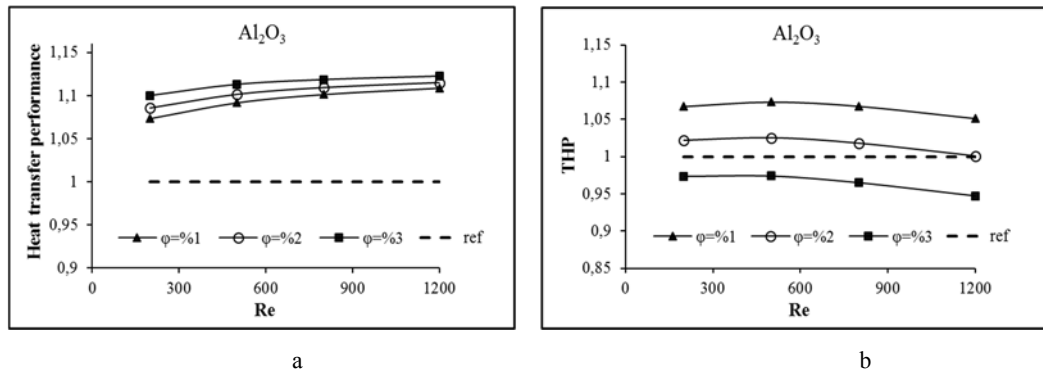 Al₂O₃
Heat transfer performance
1,15
1,1
1,05
1
0,95
0,9
φ=%1 φ=%2 φ=%3 ref
0 300 600 900 1200
Re
a
Al₂O₃
THP
1,15
1,1
1,05
1
0,95
0,9
0,85
φ=%1 φ=%2 φ=%3 ref
0 300 600 900 1200
Re
b